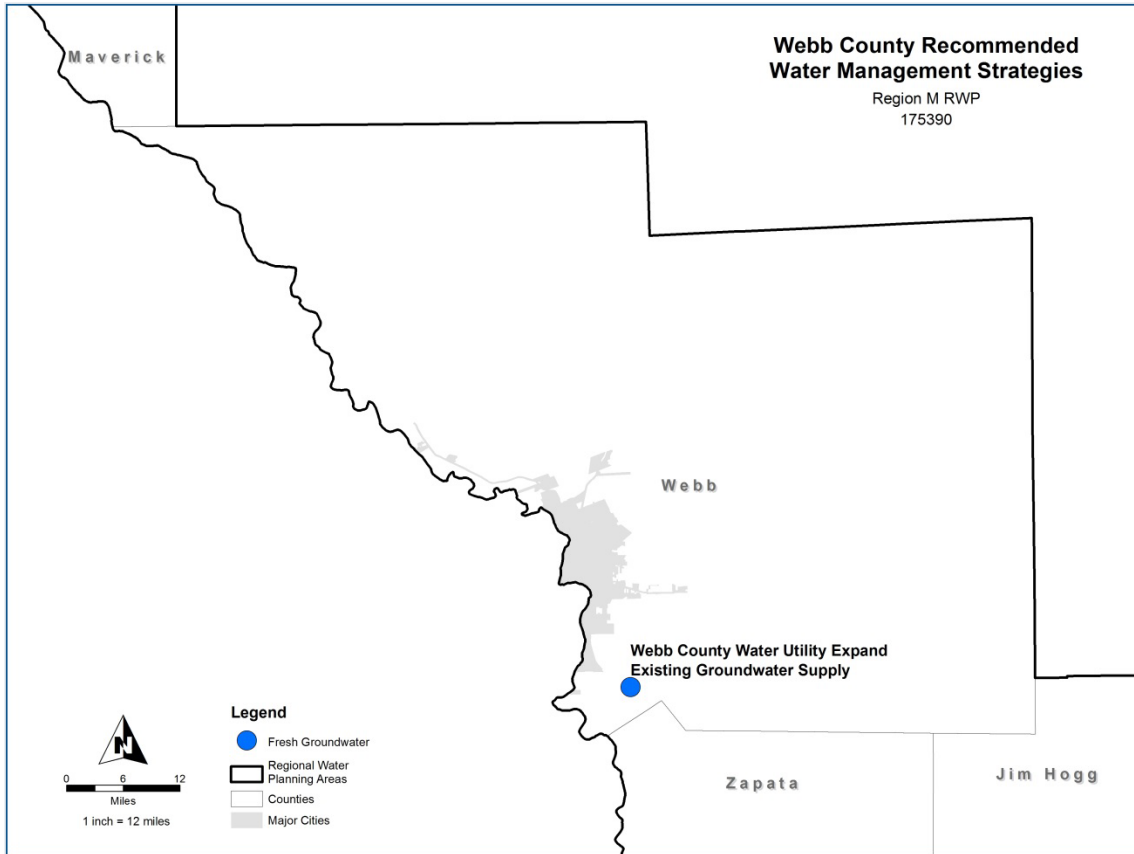 Maverick
Webb County Recommended
Water Management Strategies
Region M RWP
175390
Webb
Webb County Water Utility Expand
Existing Groundwater Supply
Legend
Fresh Groundwater
Regional Water
Planning Areas
Counties
Major Cities
N
0 6 12
Miles
1 inch = 12 miles
Zapata
Jim Hogg